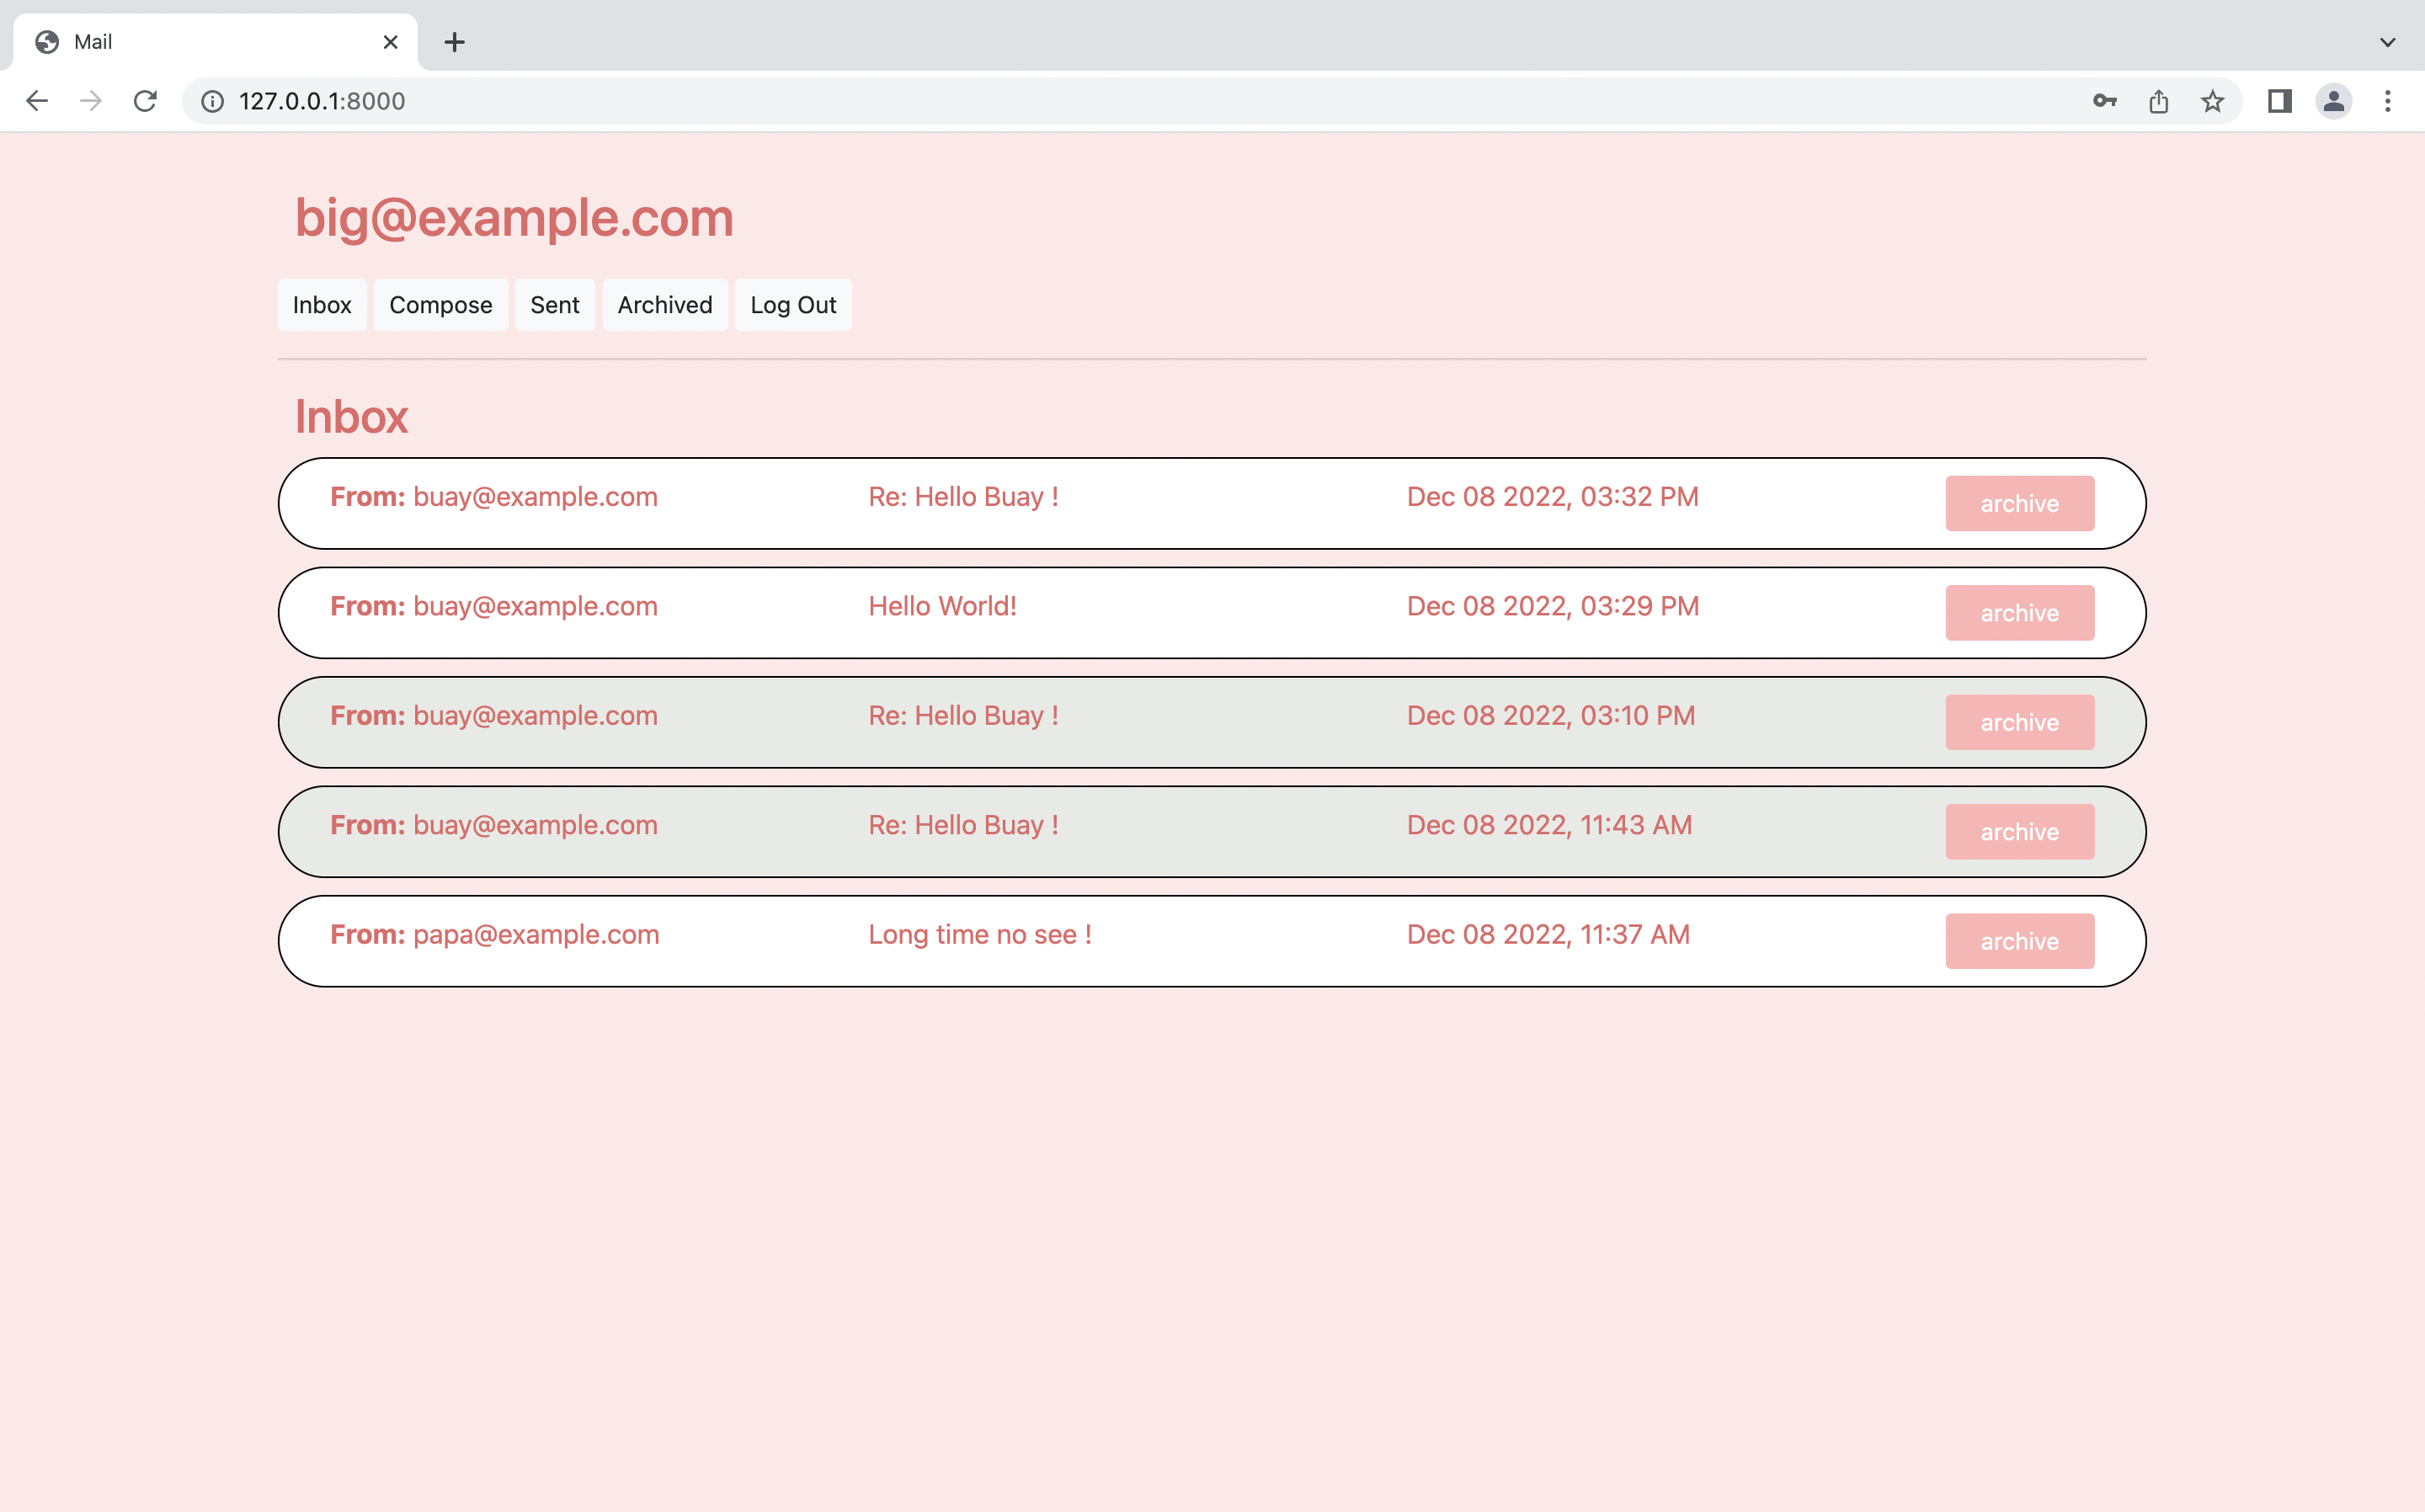 Mail
127.0.0.1:8000
big@example.com
Inbox Compose Sent Archived Log Out
Inbox
From: buay@example.com Re: Hello Buay ! Dec 08 2022, 03:32 PM archive
From: buay@example.com Hello World! Dec 08 2022, 03:29 PM archive
From: buay@example.com Re: Hello Buay ! Dec 08 2022, 03:10 PM archive
From: buay@example.com Re: Hello Buay ! Dec 08 2022, 11:43 AM archive
From: papa@example.com Long time no see ! Dec 08 2022, 11:37 AM archive